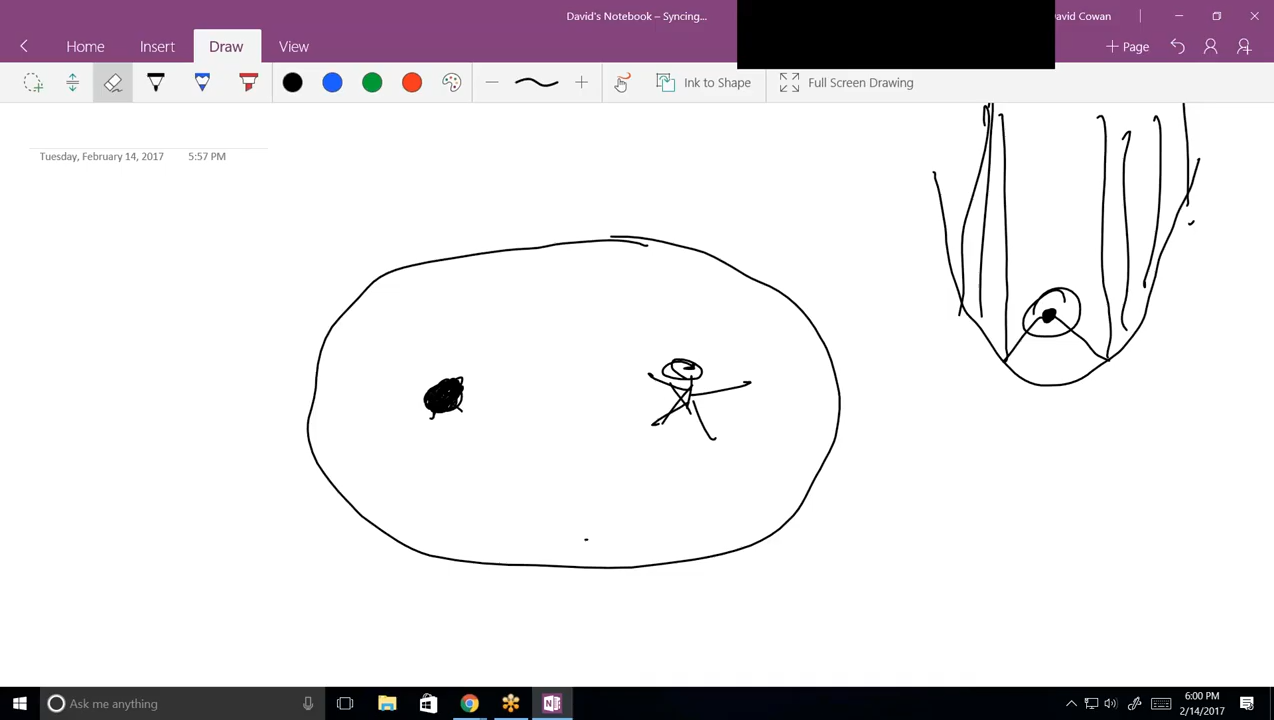 David's Notebook – Syncing...
avid Cowan
Home
Insert
Draw
View
Page
Ink to Shape
Full Screen Drawing
Tuesday, February 14, 2017
5:57 PM
Ask me anything
6:00 PM
2/14/2017